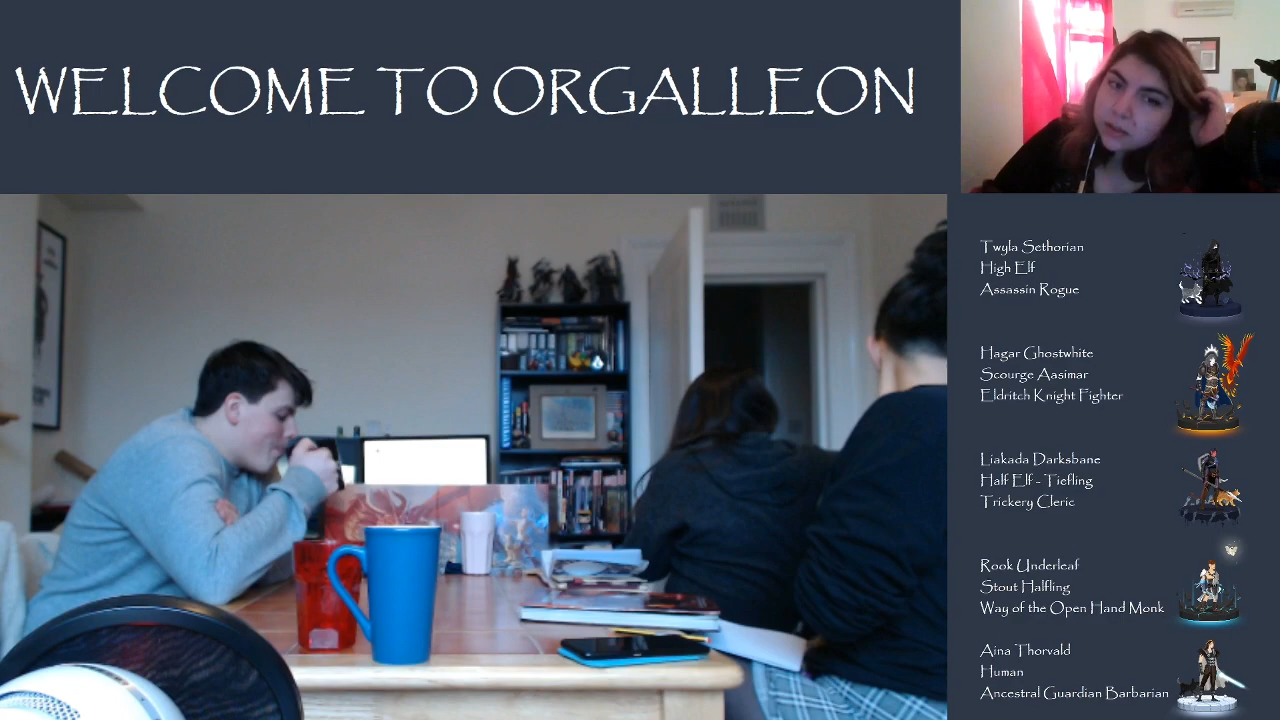 WELCOME TO ORGALLEON
Twyla Sethorian
High Elf
Assassin Rogue
Hagar Ghostwhite
Scourge Aasimar
Eldritch Knight Fighter
Liakada Darksbane
Half Elf - Tiefling
Trickery Cleric
Rook Underleaf
Stout Halfling
Way of the Open Hand Monk
Aina Thorvald
Human
Ancestral Guardian Barbarian